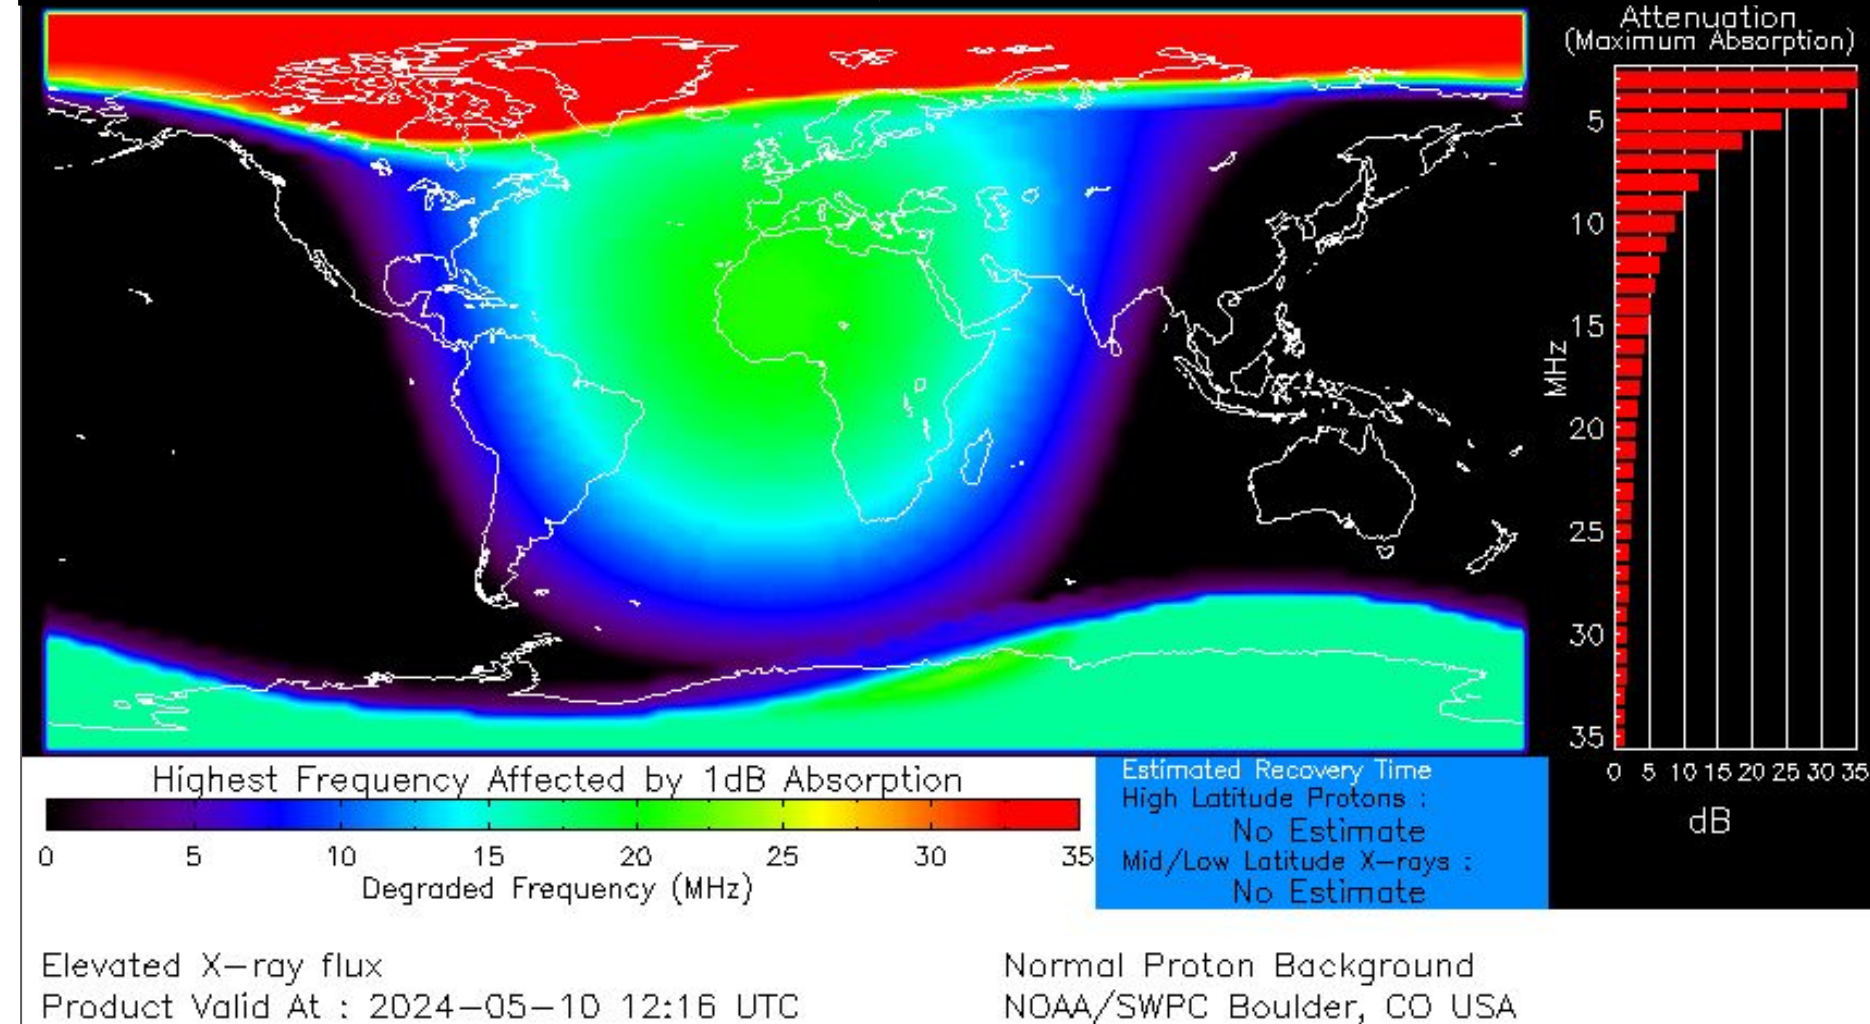 Attenuation
(Maximum Absorption)
5
10
15
20
25
30
35
MHz
0 5 10 15 20 25 30 35
dB
Highest Frequency Affected by 1dB Absorption
0 5 10 15 20 25 30 35
Degraded Frequency (MHz)
Estimated Recovery Time
High Latitude Protons :
No Estimate
Mid/Low Latitude X-rays :
No Estimate
Elevated X-ray flux
Normal Proton Background
Product Valid At : 2024-05-10 12:16 UTC
NOAA/SWPC Boulder, CO USA